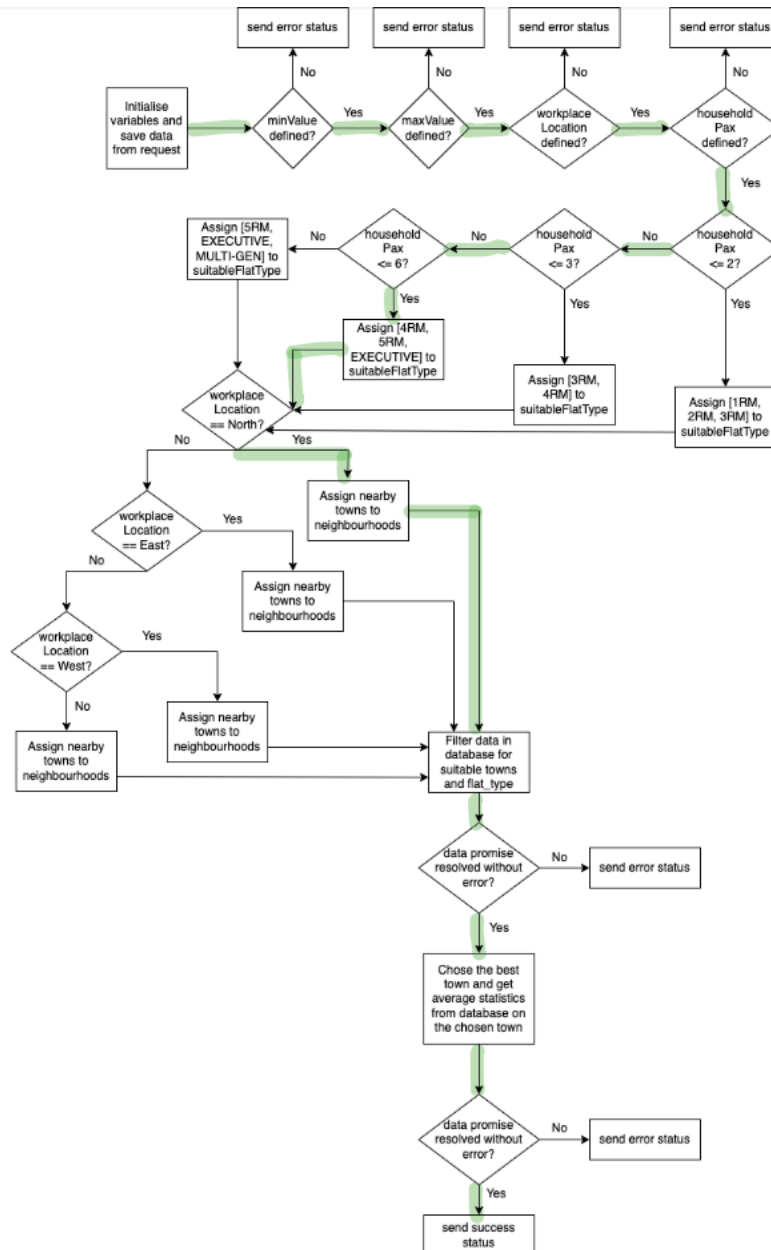 send error status
send error status
send error status
send error status
No
No
No
No
Initialise
variables and
save data
from request
minValue
defined?
Yes
maxValue
defined?
Yes
workplace
Location
defined?
Yes
household
Pax
defined?
Yes
Assign [5RM,
EXECUTIVE,
MULTI-GEN] to
suitableFlatType
No
household
Pax
<= 6?
No
household
Pax
<= 3?
No
household
Pax
<= 2?
Yes
Yes
Yes
Assign [4RM,
5RM,
EXECUTIVE] to
suitableFlatType
Assign [3RM,
4RM] to
suitableFlatType
Assign [1RM,
2RM, 3RM] to
suitableFlatType
workplace
Location
== North?
No
Yes
Assign nearby
towns to
neighbourhoods
workplace
Location
== East?
Yes
No
Assign nearby
towns to
neighbourhoods
workplace
Location
== West?
Yes
No
Assign nearby
towns to
neighbourhoods
Assign nearby
towns to
neighbourhoods
Filter data in
database for
suitable towns
and flat_type
data promise
resolved without
error?
No
send error status
Yes
Chose the best
town and get
average statistics
from database on
the chosen town
data promise
resolved without
error?
No
send error status
Yes
send success
status